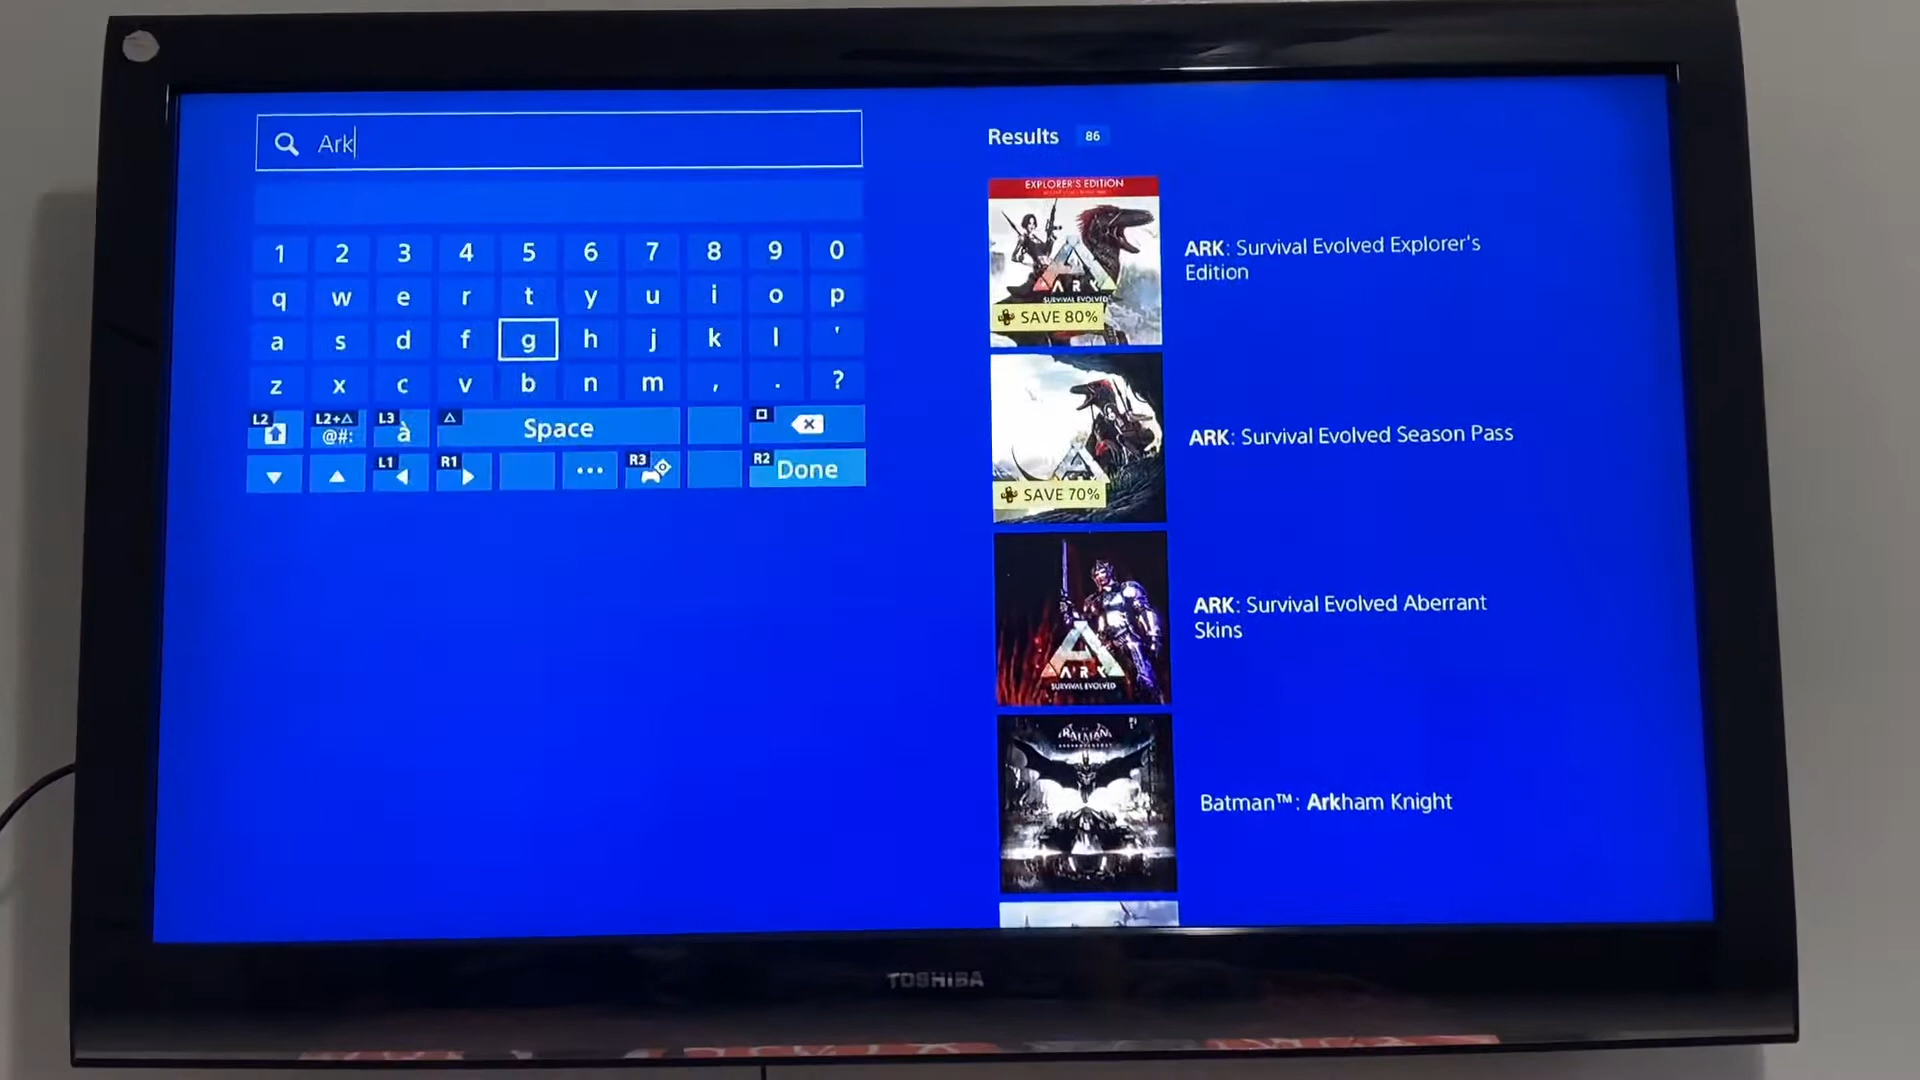 Ark
Results 86
1 2 3 4 5 6 7 8 9 0
q w e r t y u i o p
a s d f g h j k l '
z x c v b n m , . ?
L2 L2+△ @#: L3 à △ Space □
L1 R1 ... R3 R2 Done
EXPLORER'S EDITION
ARK
SURVIVAL EVOLVED
SAVE 80%
ARK: Survival Evolved Explorer's
Edition
SAVE 70%
ARK: Survival Evolved Season Pass
ARK
SURVIVAL EVOLVED
ARK: Survival Evolved Aberrant
Skins
BATMAN
Batman™: Arkham Knight
TOSHIBA